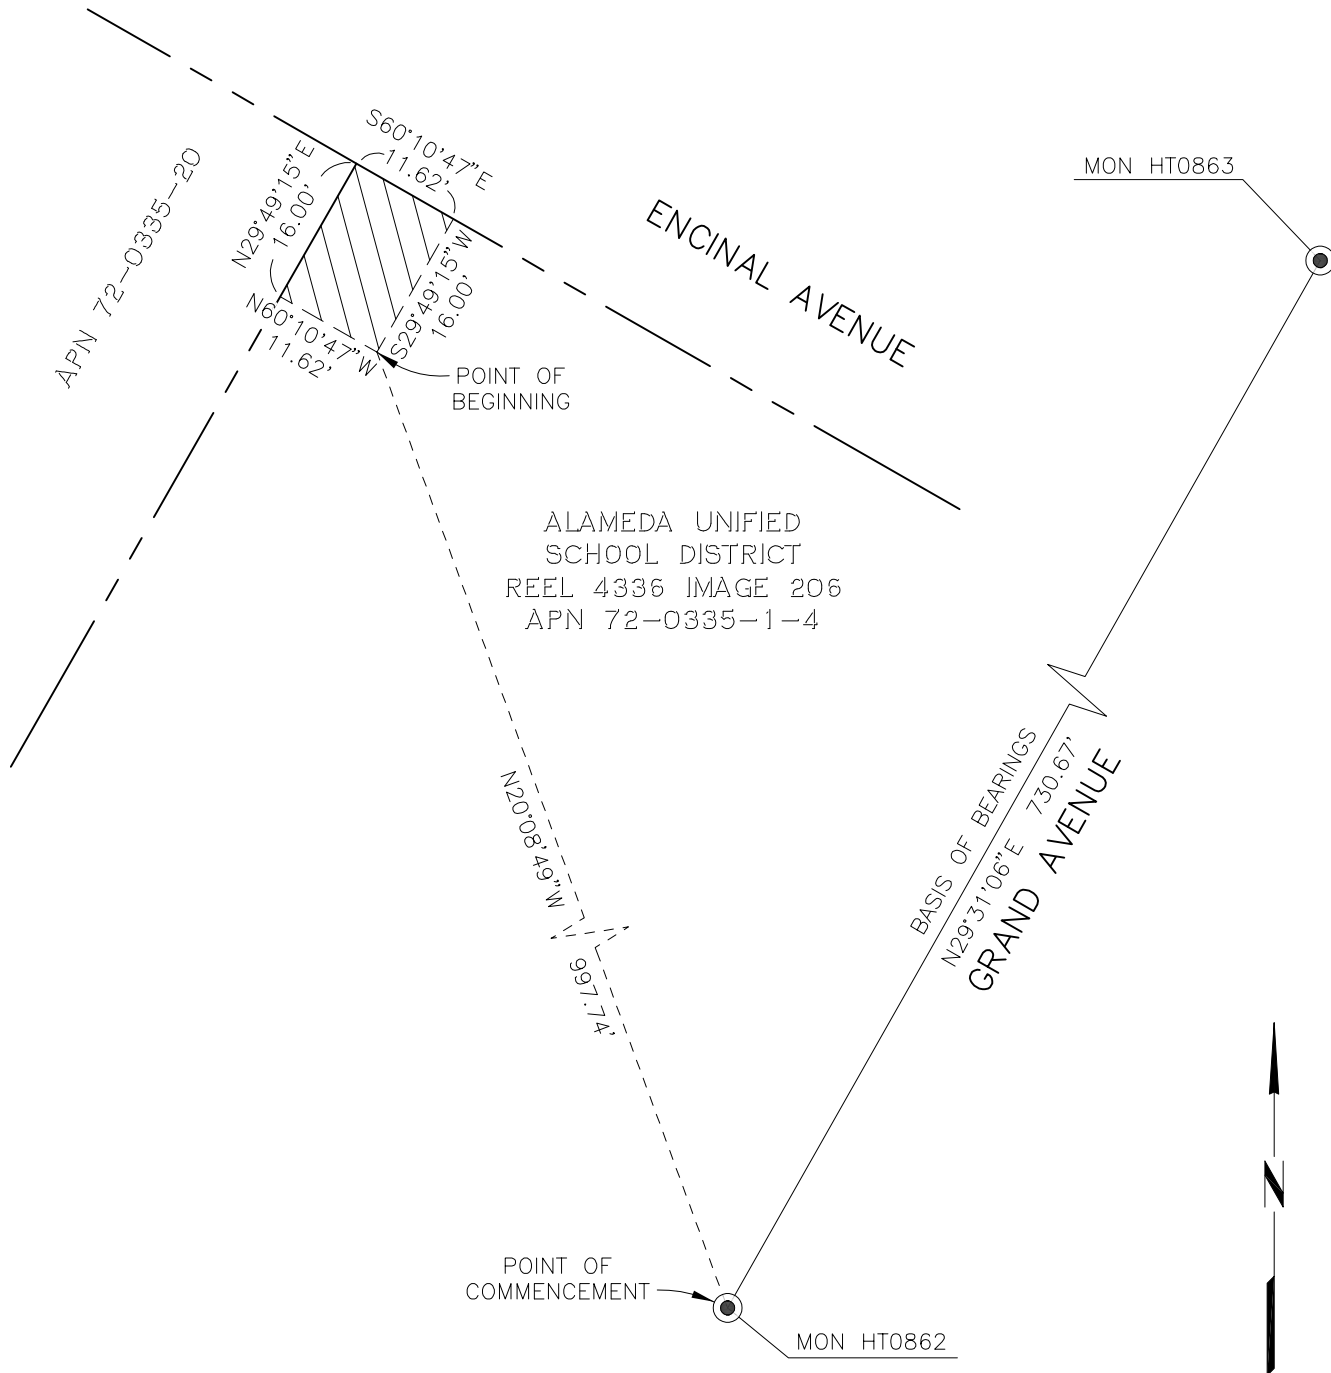 S60°10'47"E
11.62'
N29°49'15"E
16.00'
APN 72-0335-20
MON HT0863
ENCINAL AVENUE
S29°49'15"W
16.00'
N60°10'47"W
11.62'
POINT OF
BEGINNING
ALAMEDA UNIFIED
SCHOOL DISTRICT
REEL 4336 IMAGE 206
APN 72-0335-1-4
N20°08'49"W
997.74'
BASIS OF BEARINGS
N29°31'06"E 730.67'
GRAND AVENUE
N
POINT OF
COMMENCEMENT
MON HT0862